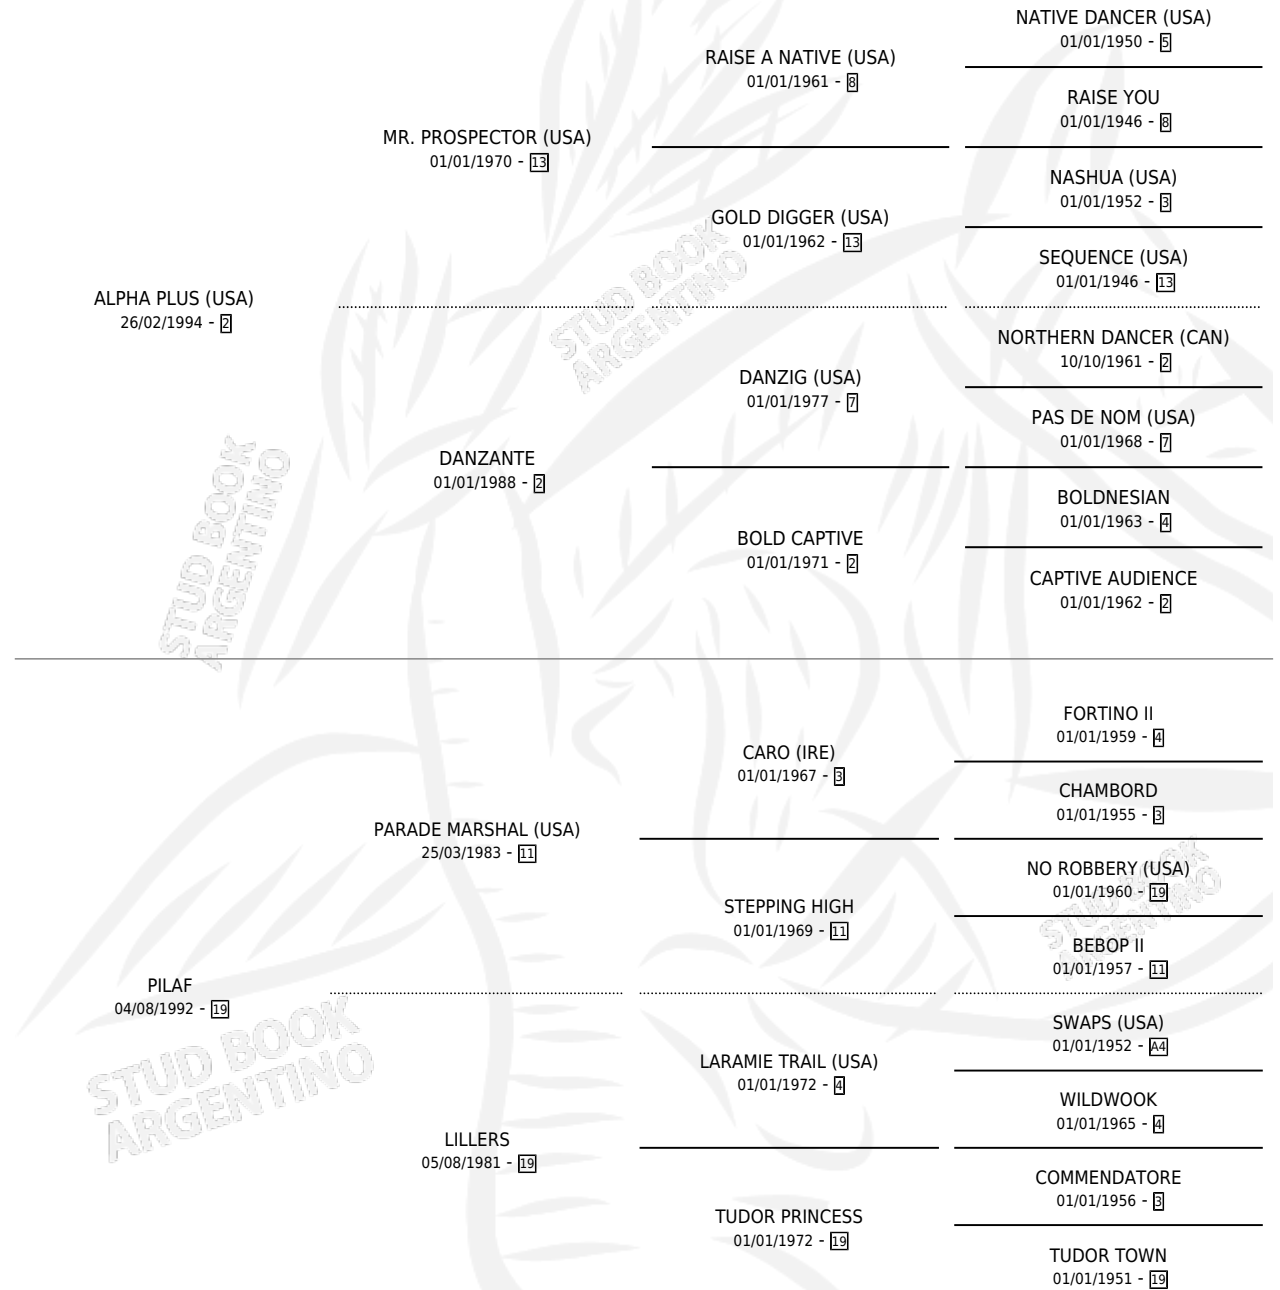 NATIVE DANCER (USA)
01/01/1950 - 5
RAISE A NATIVE (USA)
01/01/1961 - 8
RAISE YOU
01/01/1946 - 8
MR. PROSPECTOR (USA)
01/01/1970 - 13
NASHUA (USA)
01/01/1952 - 3
GOLD DIGGER (USA)
01/01/1962 - 13
SEQUENCE (USA)
01/01/1946 - 13
ALPHA PLUS (USA)
26/02/1994 - 2
STUD BOOK
ARGENTINO
NORTHERN DANCER (CAN)
10/10/1961 - 2
DANZIG (USA)
01/01/1977 - 7
PAS DE NOM (USA)
01/01/1968 - 7
DANZANTE
01/01/1988 - 2
BOLDNESIAN
01/01/1963 - 4
BOLD CAPTIVE
01/01/1971 - 2
CAPTIVE AUDIENCE
01/01/1962 - 2
STUD BOOK
ARGENTINO
FORTINO II
01/01/1959 - 4
CARO (IRE)
01/01/1967 - 3
CHAMBORD
01/01/1955 - 3
PARADE MARSHAL (USA)
25/03/1983 - 11
NO ROBBERY (USA)
01/01/1960 - 19
STEPPING HIGH
01/01/1969 - 11
BEBOP II
01/01/1957 - 11
STUD BOOK
ARGENTINO
PILAF
04/08/1992 - 19
SWAPS (USA)
01/01/1952 - A4
LARAMIE TRAIL (USA)
01/01/1972 - 4
WILDWOOK
01/01/1965 - 4
STUD BOOK
ARGENTINO
LILLERS
05/08/1981 - 19
COMMENDATORE
01/01/1956 - 3
TUDOR PRINCESS
01/01/1972 - 19
TUDOR TOWN
01/01/1951 - 19